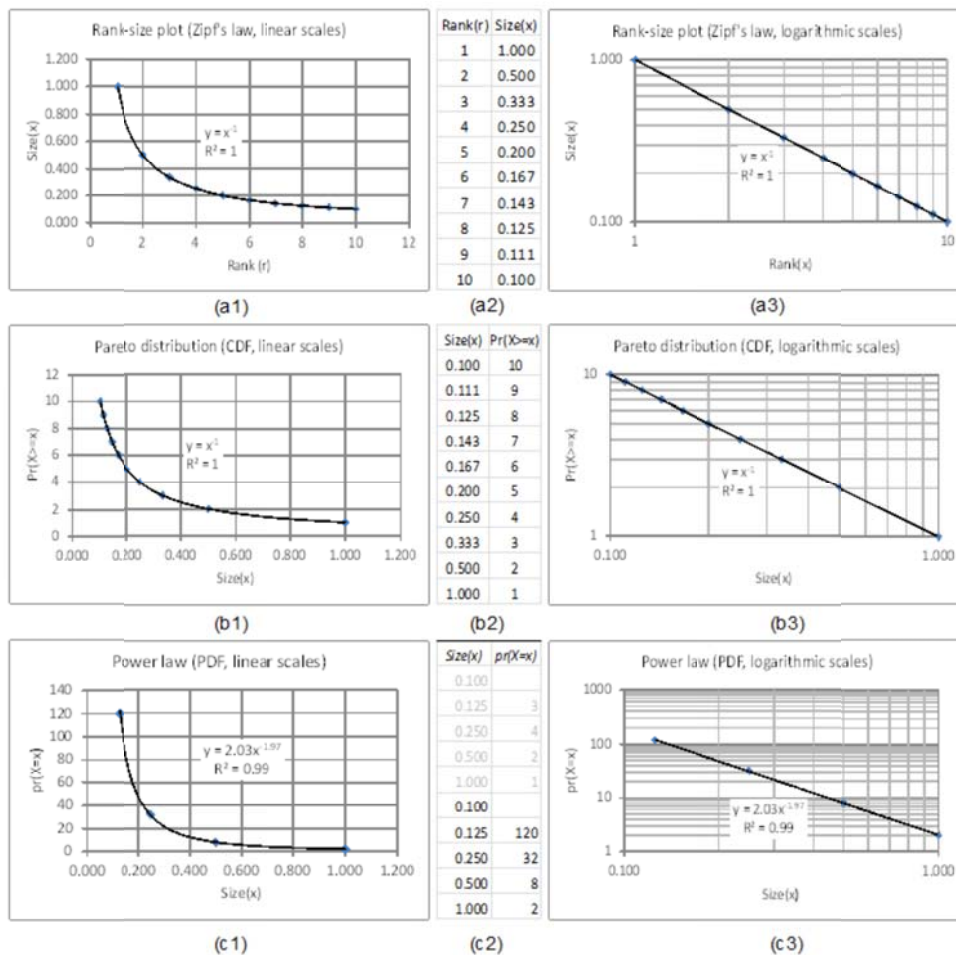 Rank-size plot (Zipf's law, linear scales)
1.200
1.000
0.800
0.600
0.400
0.200
0.000
Size(x)
y = x⁻¹
R² = 1
0 2 4 6 8 10 12
Rank (r)
(a1)
Rank(r) Size(x)
1 1.000
2 0.500
3 0.333
4 0.250
5 0.200
6 0.167
7 0.143
8 0.125
9 0.111
10 0.100
(a2)
Rank-size plot (Zipf's law, logarithmic scales)
1.000
0.100
Size(x)
y = x⁻¹
R² = 1
1 10
Rank(x)
(a3)
Pareto distribution (CDF, linear scales)
12
10
8
6
4
2
0
Pr(X>=x)
y = x⁻¹
R² = 1
0.000 0.200 0.400 0.600 0.800 1.000 1.200
Size(x)
(b1)
Size(x) Pr(X>=x)
0.100 10
0.111 9
0.125 8
0.143 7
0.167 6
0.200 5
0.250 4
0.333 3
0.500 2
1.000 1
(b2)
Pareto distribution (CDF, logarithmic scales)
10
1
Pr(X>=x)
y = x⁻¹
R² = 1
0.100 1.000
Size(x)
(b3)
Power law (PDF, linear scales)
140
120
100
80
60
40
20
0
pr(X=x)
y = 2.03x⁻¹·⁹⁷
R² = 0.99
0.000 0.200 0.400 0.600 0.800 1.000 1.200
Size(x)
(c1)
Size(x) pr(X=x)
0.100
0.125 3
0.250 4
0.500 2
1.000 1
0.100
0.125 120
0.250 32
0.500 8
1.000 2
(c2)
Power law (PDF, logarithmic scales)
1000
100
10
1
pr(X=x)
y = 2.03x⁻¹·⁹⁷
R² = 0.99
0.100 1.000
Size(x)
(c3)